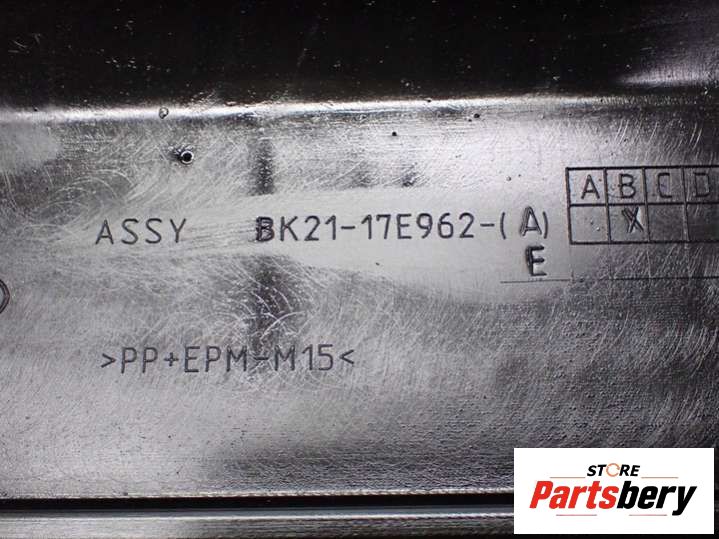 A B C D
X
ASSY BK21-17E962-(A)
E
>PP+EPM-M15<
STORE
Partsbery